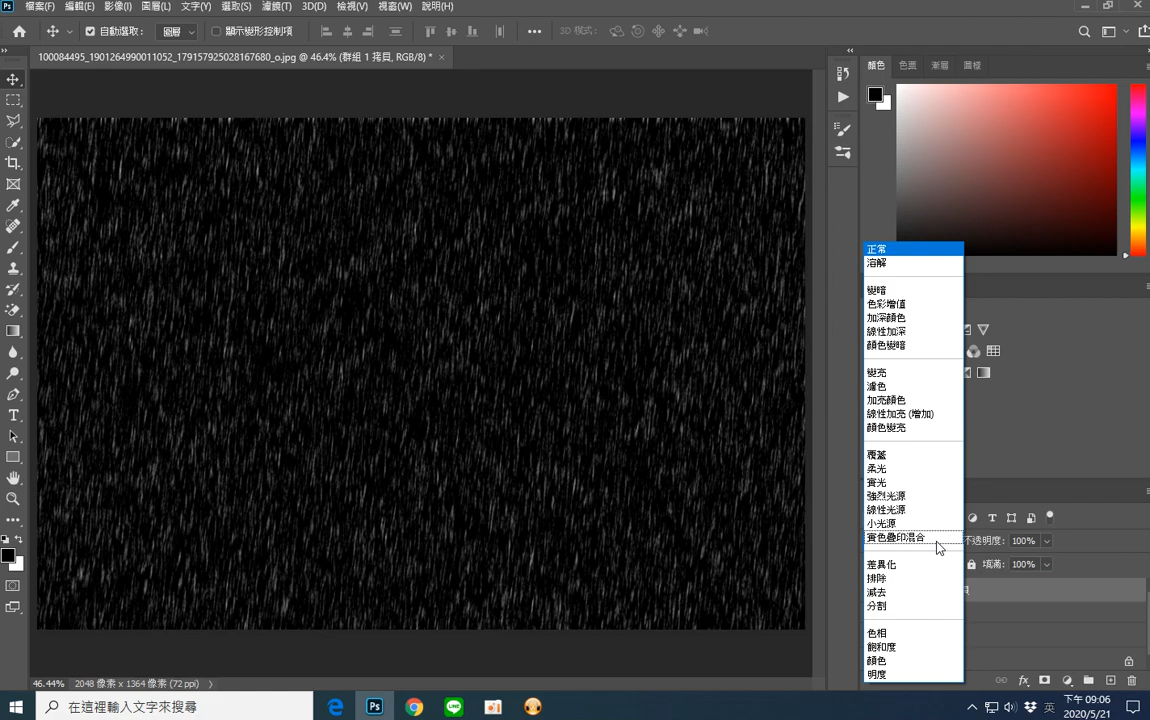 Ps 檔案(F) 編輯(E) 影像(I) 圖層(L) 文字(Y) 選取(S) 濾鏡(T) 3D(D) 檢視(V) 視窗(W) 說明(H)
自動選取： 圖層 顯示變形控制項 3D 模式：
100084495_1901264990011052_179157925028167680_o.jpg @ 46.4% (群組 1 拷貝, RGB/8) * ×
顏色 色票 漸層 圖樣
正常
溶解
變暗
色彩增值
加深顏色
線性加深
顏色變暗
變亮
濾色
加亮顏色
線性加亮 (增加)
顏色變亮
覆蓋
柔光
實光
強烈光源
線性光源
小光源
實色疊印混合
差異化
排除
減去
分割
色相
飽和度
顏色
明度
不透明度： 100%
填滿： 100%
貝
fx
46.44% 2048 像素 x 1364 像素 (72 ppi)
在這裡輸入文字來搜尋
Ps
英
下午 09:06
2020/5/21